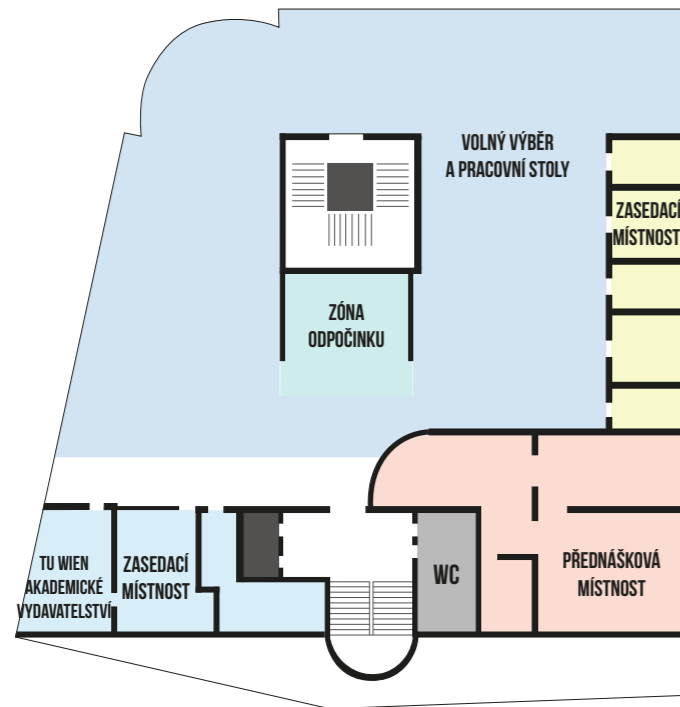 VOLNÝ VÝBĚR
A PRACOVNÍ STOLY
ZASEDACÍ
MÍSTNOST
ZÓNA
ODPOČINKU
TU WIEN
AKADEMICKÉ
VYDAVATELSTVÍ
ZASEDACÍ
MÍSTNOST
WC
PŘEDNÁŠKOVÁ
MÍSTNOST